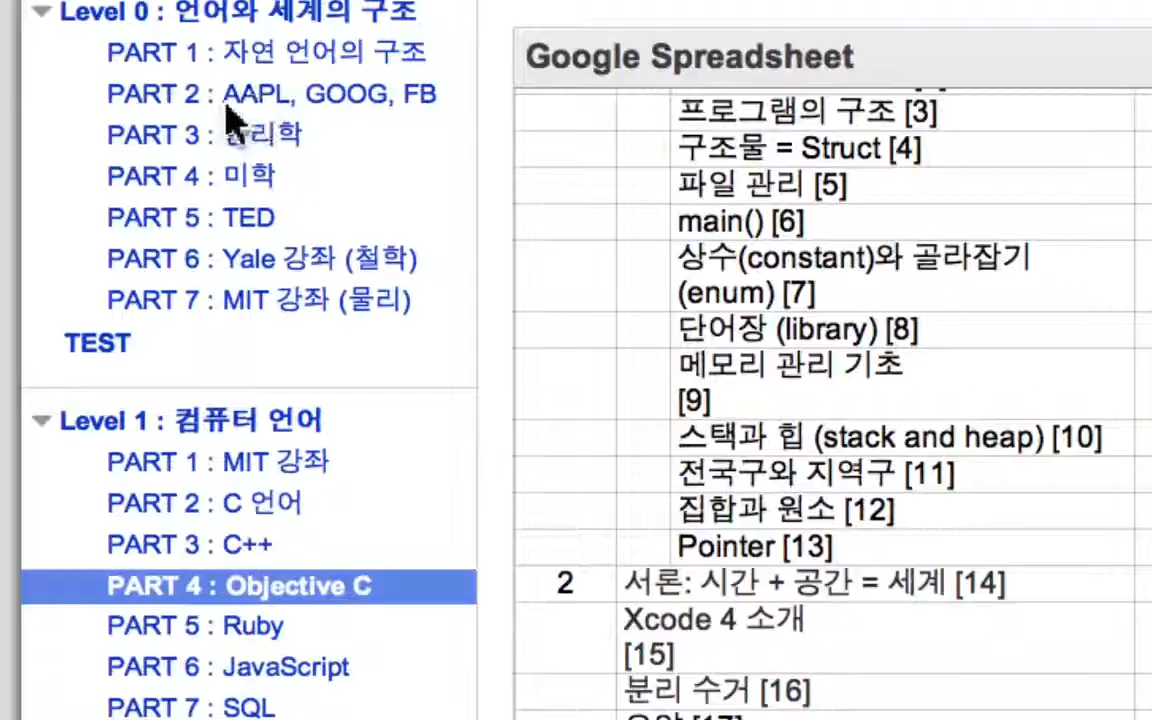 Level 0 : 언어와 세계의 구조
PART 1 : 자연 언어의 구조
PART 2 : AAPL, GOOG, FB
PART 3 :
PART 4 : 미학
PART 5 : TED
PART 6 : Yale 강좌 (철학)
PART 7 : MIT 강좌 (물리)
TEST
Level 1 : 컴퓨터 언어
PART 1 : MIT 강좌
PART 2 : C 언어
PART 3 : C++
PART 4 : Objective C
PART 5 : Ruby
PART 6 : JavaScript
PART 7 : SQL
Google Spreadsheet
프로그램의 구조 [3]
구조물 = Struct [4]
파일 관리 [5]
main() [6]
상수(constant)와 골라잡기
(enum) [7]
단어장 (library) [8]
메모리 관리 기초
[9]
스택과 힙 (stack and heap) [10]
전국구와 지역구 [11]
집합과 원소 [12]
Pointer [13]
2 서론: 시간 + 공간 = 세계 [14]
Xcode 4 소개
[15]
분리 수거 [16]